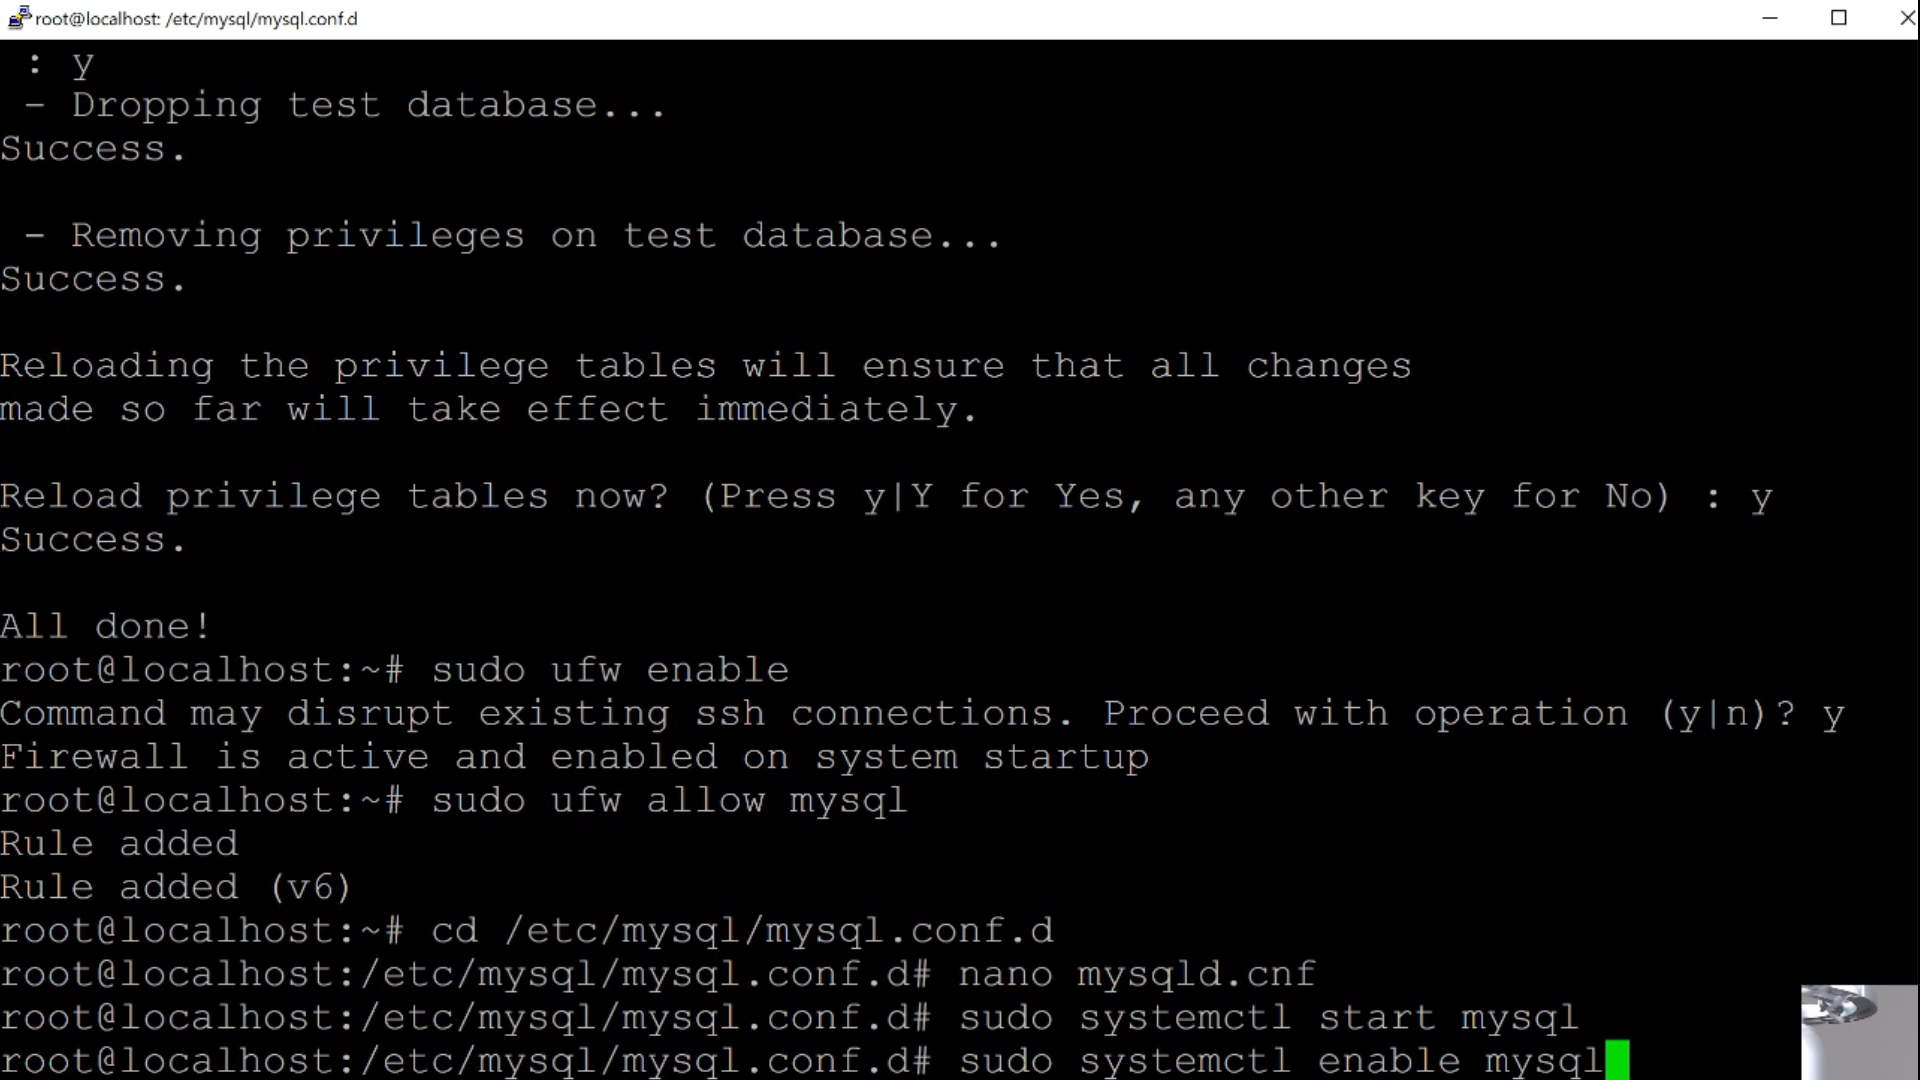 root@localhost: /etc/mysql/mysql.conf.d
 : y
 - Dropping test database...
Success.
 - Removing privileges on test database...
Success.
Reloading the privilege tables will ensure that all changes
made so far will take effect immediately.
Reload privilege tables now? (Press y|Y for Yes, any other key for No) : y
Success.
All done!
root@localhost:~# sudo ufw enable
Command may disrupt existing ssh connections. Proceed with operation (y|n)? y
Firewall is active and enabled on system startup
root@localhost:~# sudo ufw allow mysql
Rule added
Rule added (v6)
root@localhost:~# cd /etc/mysql/mysql.conf.d
root@localhost:/etc/mysql/mysql.conf.d# nano mysqld.cnf
root@localhost:/etc/mysql/mysql.conf.d# sudo systemctl start mysql
root@localhost:/etc/mysql/mysql.conf.d# sudo systemctl enable mysql